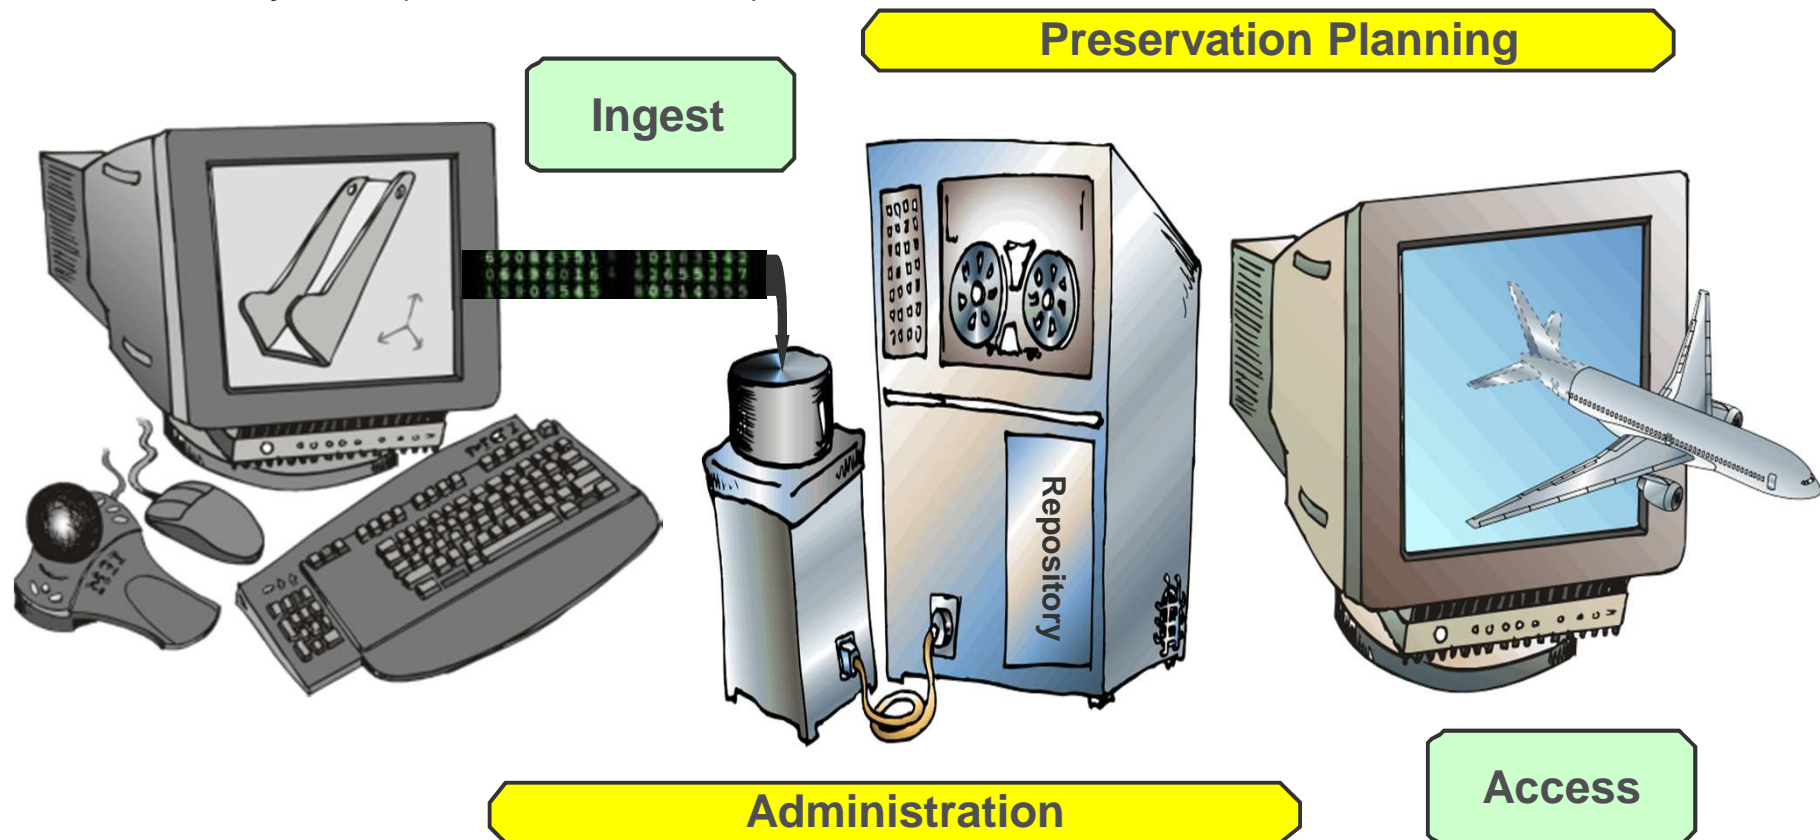 Preservation Planning
Ingest
Repository
Access
Administration